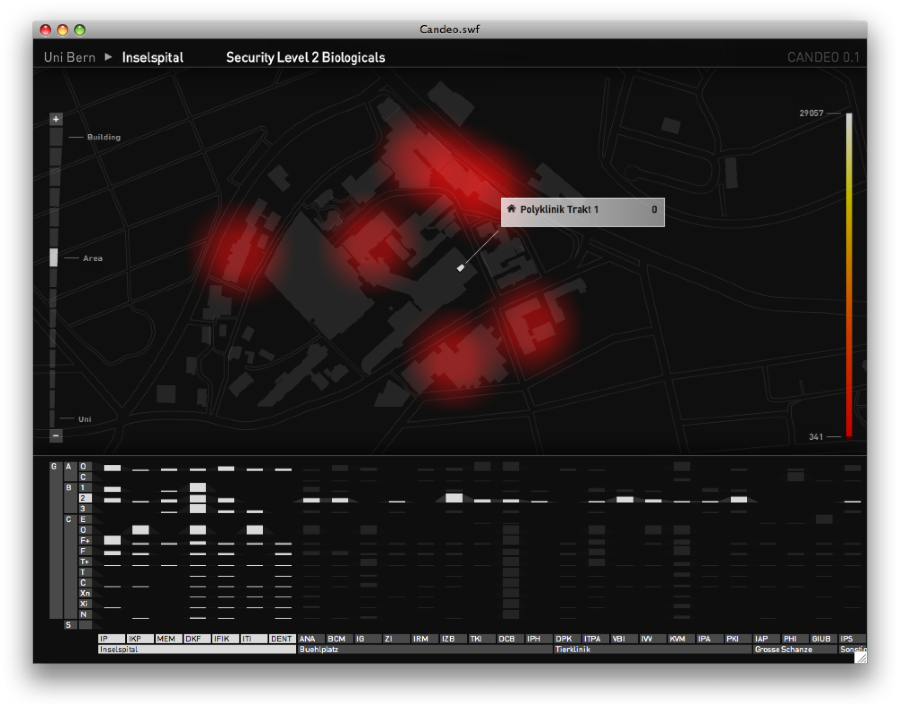 Candeo.swf
Uni Bern ▶ Inselspital Security Level 2 Biologicals CANDEO 0.1
+
29057
Building
Polyklinik Trakt 1 0
Area
Uni
−
341
G A O
C
B 1
2
3
C E
O
F+
F
T+
T
C
Xn
Xi
N
S
IP IKP MEM DKF IFIK ITI DENT ANA BCM IG ZI IRM IZB TKI DCB IPH DPK ITPA VBI IVV KVM IPA PKI IAP PHI GIUB IPS
Inselspital Buehlplatz Tierklinik Grosse Schanze Sonstig